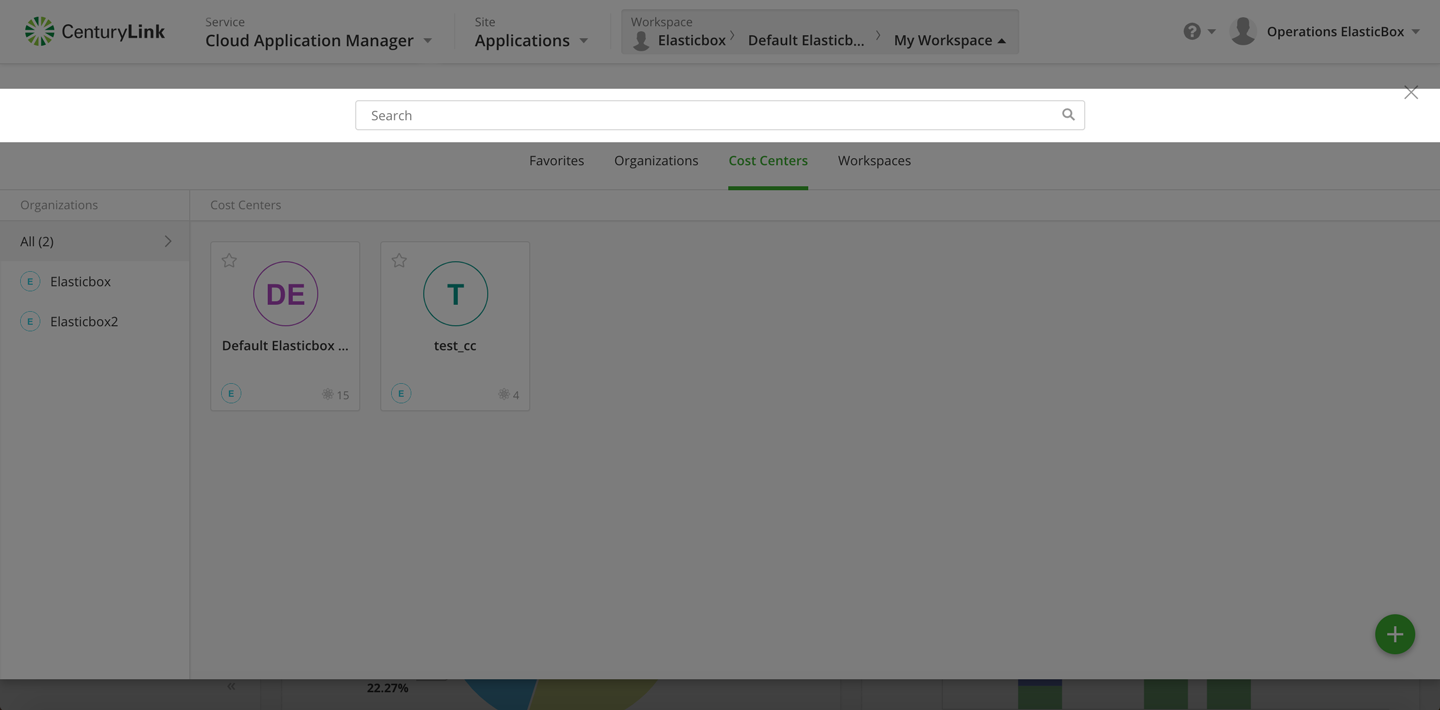 CenturyLink
Service
Cloud Application Manager
Site
Applications
Workspace
Elasticbox
Default Elasticb...
My Workspace
?
Operations ElasticBox
Search
Favorites
Organizations
Cost Centers
Workspaces
Organizations
Cost Centers
All (2)
E Elasticbox
E Elasticbox2
DE
Default Elasticbox ...
E
15
T
test_cc
E
4
22.27%